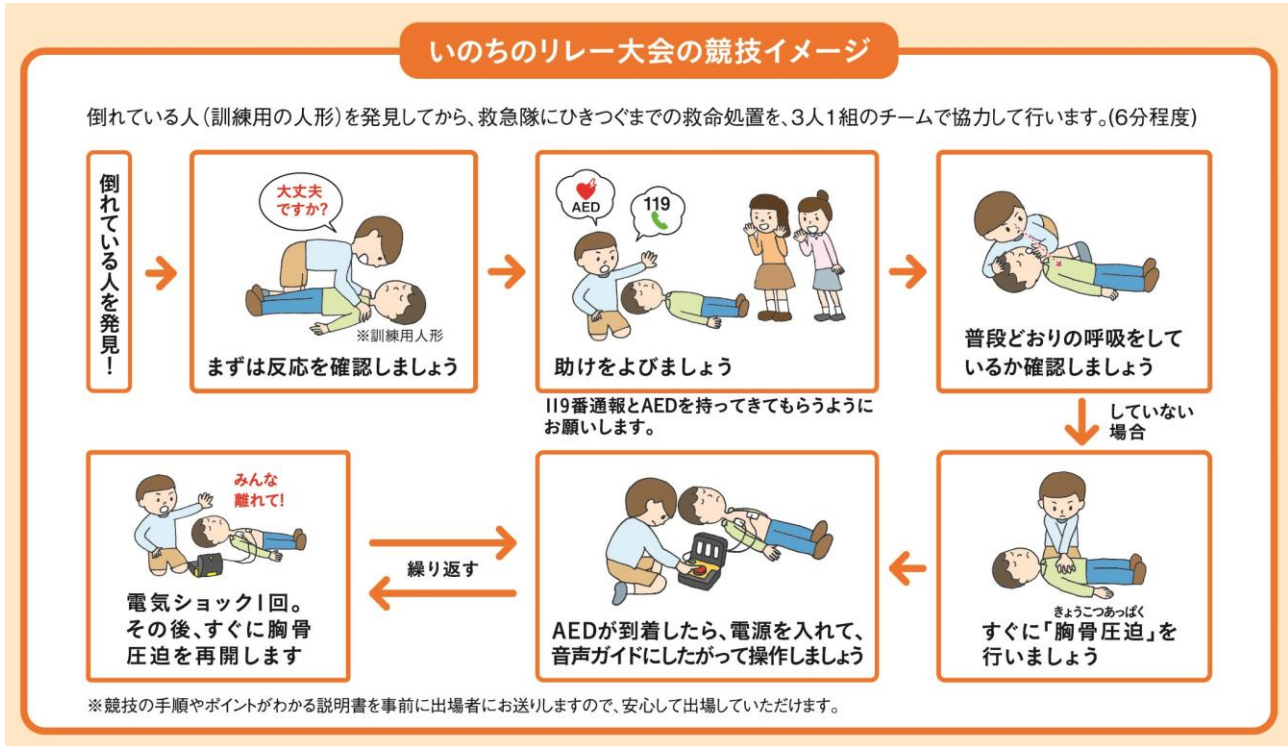 いのちのリレー大会の競技イメージ
倒れている人(訓練用の人形)を発見してから、救急隊にひきつぐまでの救命処置を、3人1組のチームで協力して行います。(6分程度)
倒れている人を発見!
大丈夫
ですか?
※訓練用人形
まずは反応を確認しましょう
AED
119
助けをよびましょう
119番通報とAEDを持ってきてもらうように
お願いします。
普段どおりの呼吸をして
いるか確認しましょう
していない
場合
きょうこつあっぱく
すぐに「胸骨圧迫」を
行いましょう
AEDが到着したら、電源を入れて、
音声ガイドにしたがって操作しましょう
繰り返す
みんな
離れて!
電気ショック1回。
その後、すぐに胸骨
圧迫を再開します
※競技の手順やポイントがわかる説明書を事前に出場者にお送りしますので、安心して出場していただけます。